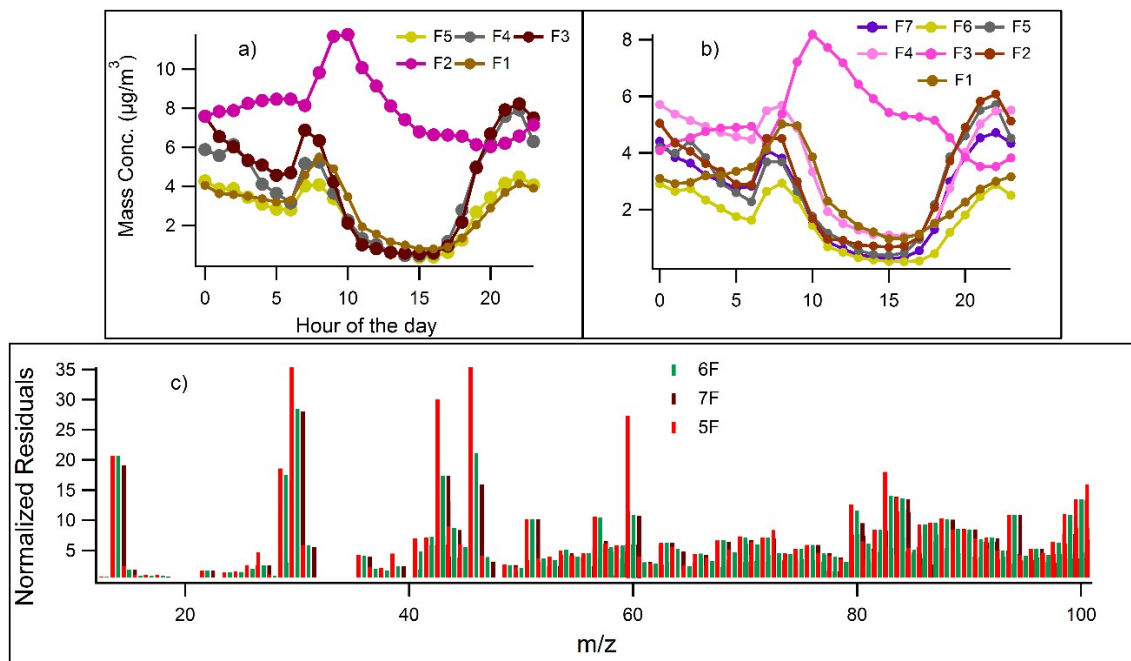 a)
F5 F4 F3
F2 F1
Mass Conc. (µg/m³)
10
8
6
4
2
0 5 10 15 20
Hour of the day
b)
F7 F6 F5
F4 F3 F2
F1
8
6
4
2
0 5 10 15 20
c)
6F
7F
5F
Normalized Residuals
35
30
25
20
15
10
5
20 40 60 80 100
m/z